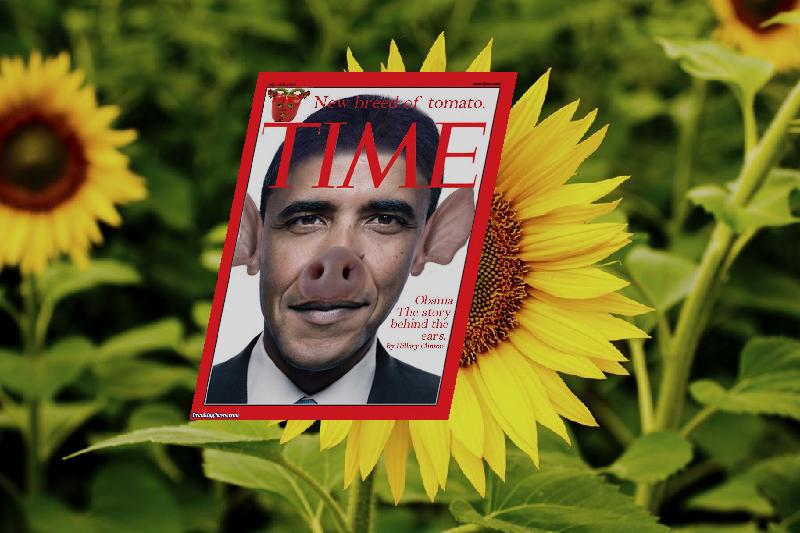 New breed of tomato.
TIME
Obama
The story
behind the
ears.
By Hillary Clinton